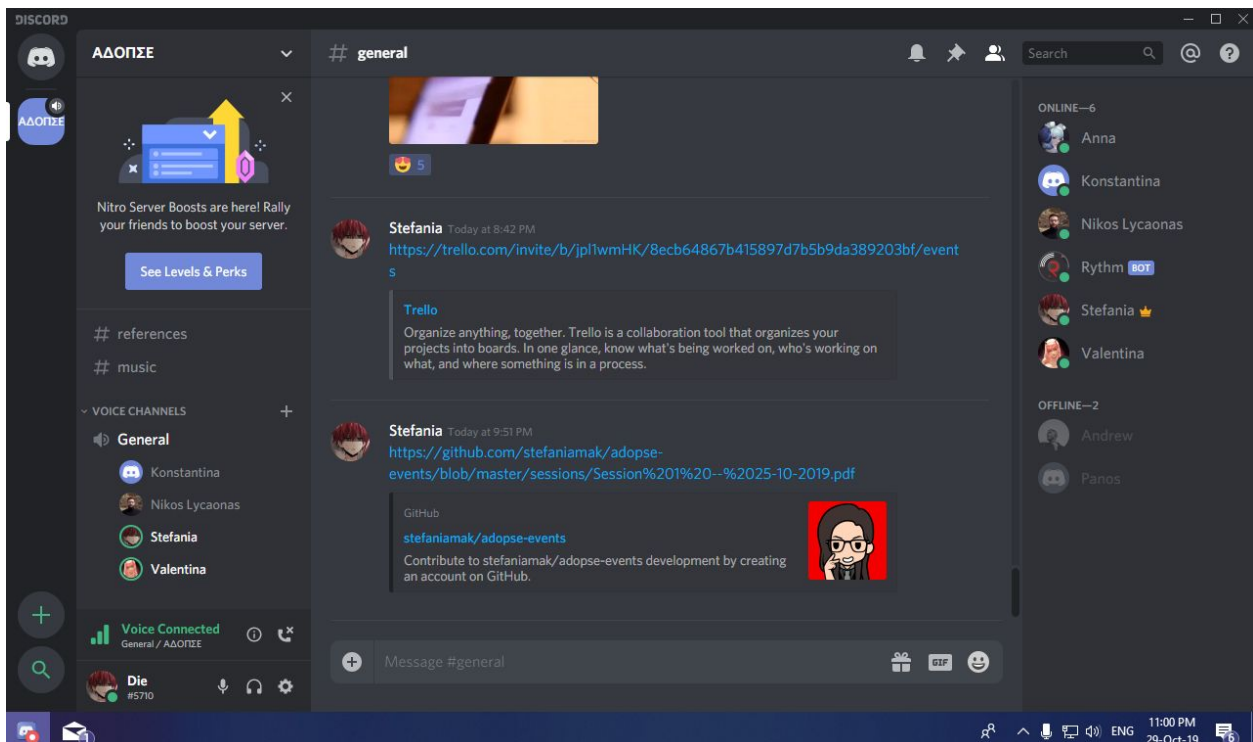 DISCORD
ΑΔΟΠΣΕ
ΑΔΟΠΣΕ
Nitro Server Boosts are here! Rally
your friends to boost your server.
See Levels & Perks
# references
# music
VOICE CHANNELS
General
Konstantina
Nikos Lycaonas
Stefania
Valentina
Voice Connected
General / ΑΔΟΠΣΕ
Die
#5710
# general
Search
5
Stefania Today at 8:42 PM
https://trello.com/invite/b/jpl1wmHK/8ecb64867b415897d7b5b9da389203bf/event
s
Trello
Organize anything, together. Trello is a collaboration tool that organizes your
projects into boards. In one glance, know what's being worked on, who's working on
what, and where something is in a process.
Stefania Today at 9:51 PM
https://github.com/stefaniamak/adopse-
events/blob/master/sessions/Session%201%20--%2025-10-2019.pdf
GitHub
stefaniamak/adopse-events
Contribute to stefaniamak/adopse-events development by creating
an account on GitHub.
Message #general
GIF
ONLINE—6
Anna
Konstantina
Nikos Lycaonas
Rythm BOT
Stefania
Valentina
OFFLINE—2
Andrew
Panos
1
ENG
11:00 PM
29-Oct-19
6